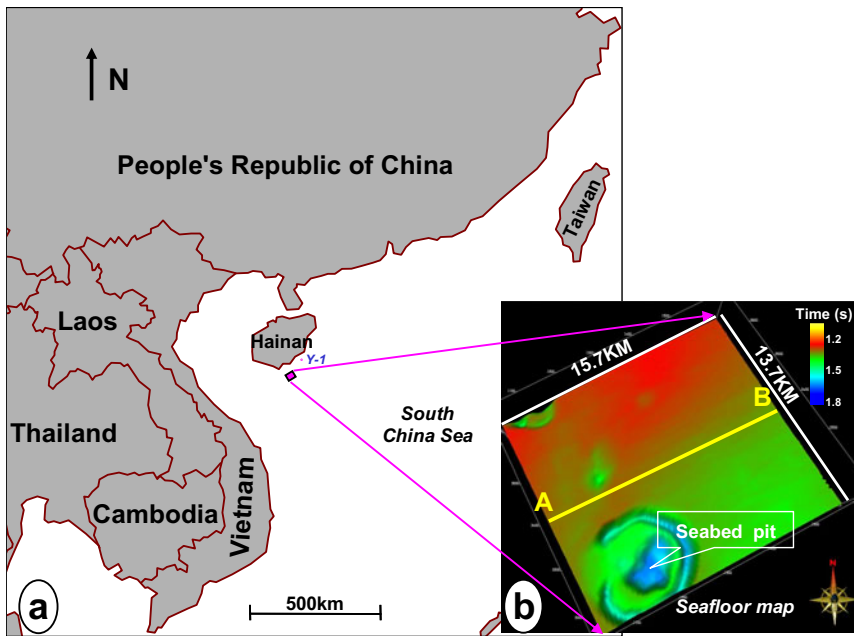 N
People's Republic of China
Taiwan
Laos
Hainan
Y-1
Thailand
South
China Sea
Vietnam
Cambodia
500km
a
Time (s)
1.2
1.5
1.8
15.7KM
13.7KM
B
A
Seabed pit
N
Seafloor map
b